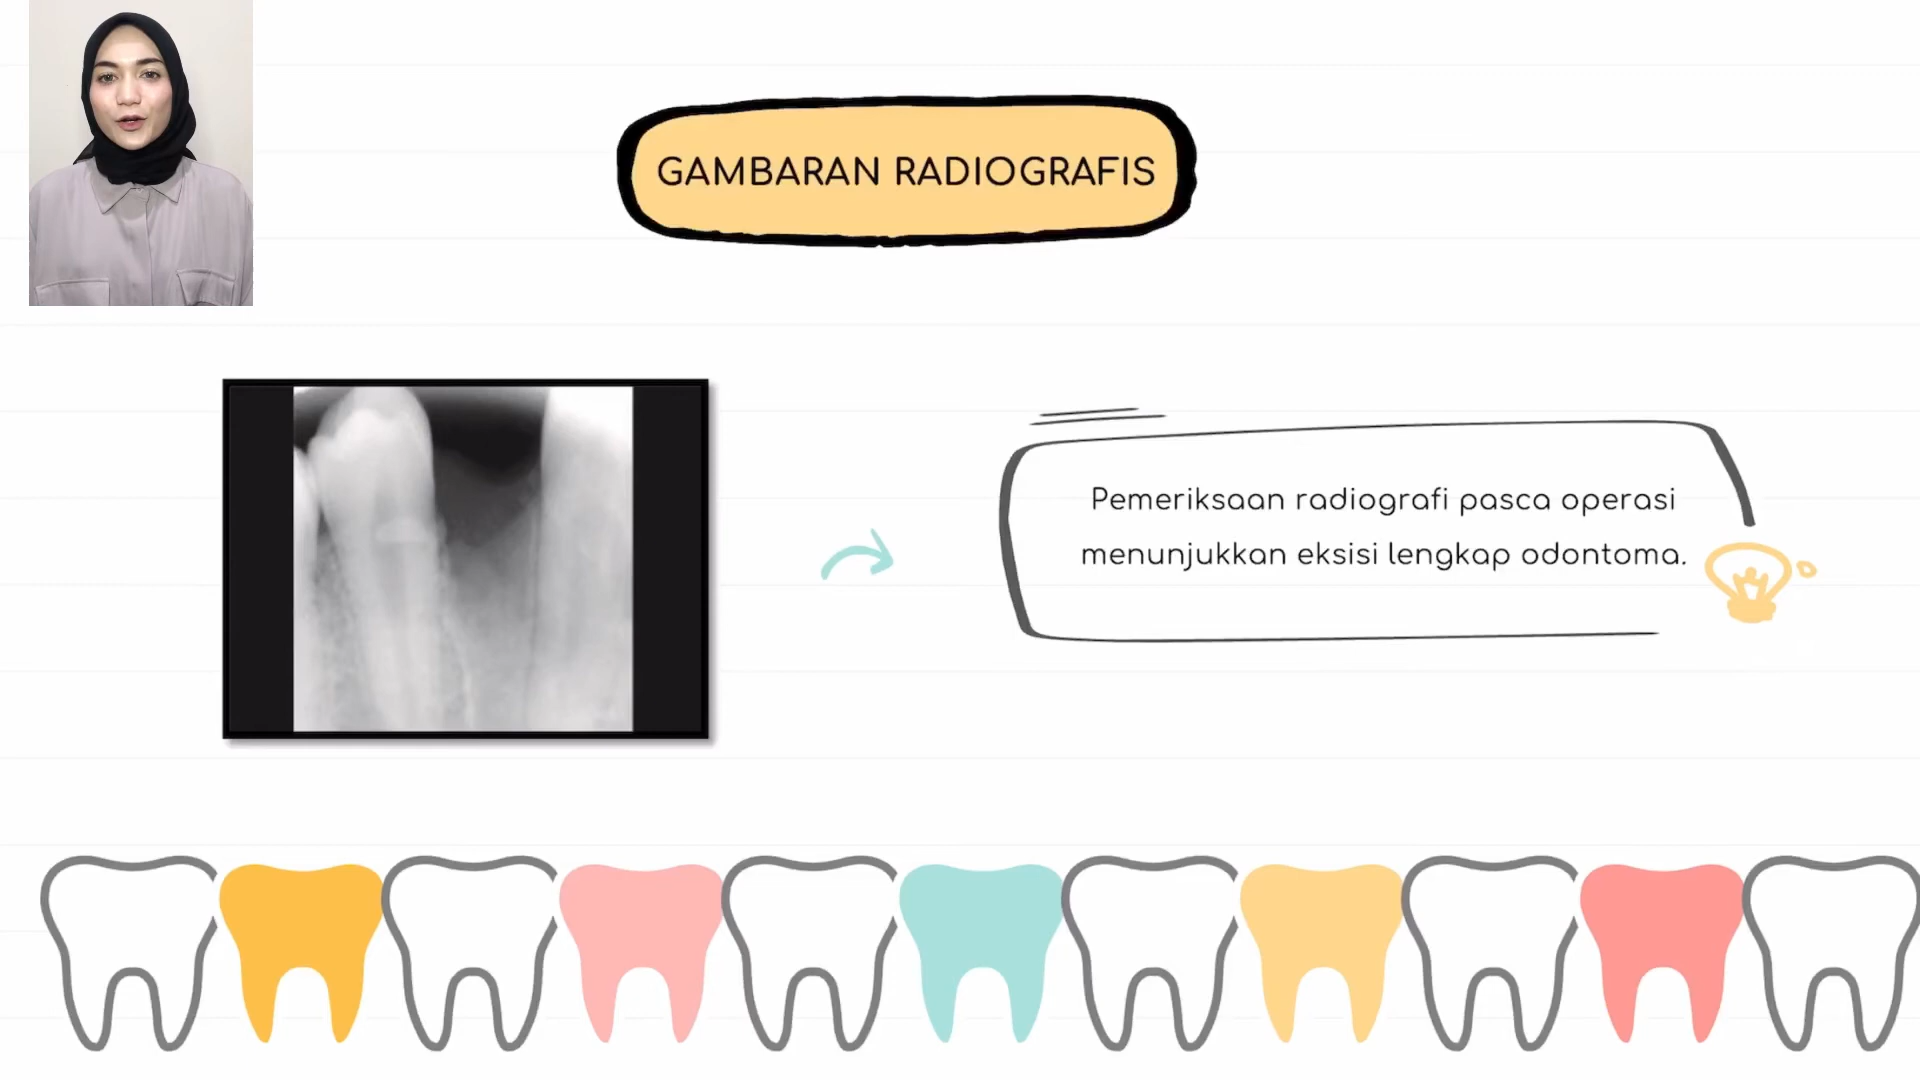 GAMBARAN RADIOGRAFIS
Pemeriksaan radiografi pasca operasi
menunjukkan eksisi lengkap odontoma.